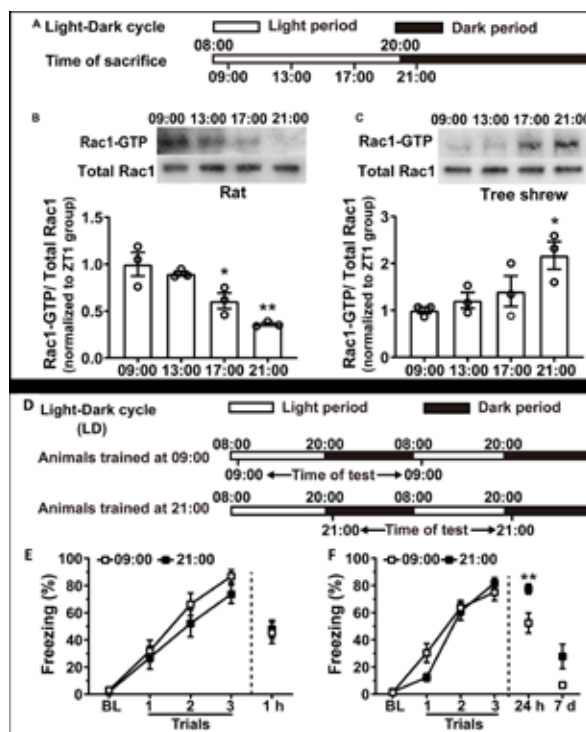 A Light-Dark cycle Light period Dark period
08:00 20:00
Time of sacrifice
09:00 13:00 17:00 21:00
B
09:00 13:00 17:00 21:00
Rac1-GTP
Total Rac1
Rat
Rac1-GTP/ Total Rac1
(normalized to ZT1 group)
1.0
0.5
0.0
*
**
09:00 13:00 17:00 21:00
C
09:00 13:00 17:00 21:00
Rac1-GTP
Total Rac1
Tree shrew
Rac1-GTP/ Total Rac1
(normalized to ZT1 group)
3
2
1
0
*
09:00 13:00 17:00 21:00
D Light-Dark cycle Light period Dark period
(LD)
08:00 20:00 08:00 20:00
Animals trained at 09:00
09:00 Time of test 09:00
08:00 20:00 08:00 20:00
Animals trained at 21:00
21:00 Time of test 21:00
E
09:00 21:00
Freezing (%)
100
80
60
40
20
0
BL 1 2 3 1 h
Trials
F
09:00 21:00
Freezing (%)
100
80
60
40
20
0
**
BL 1 2 3 24 h 7 d
Trials